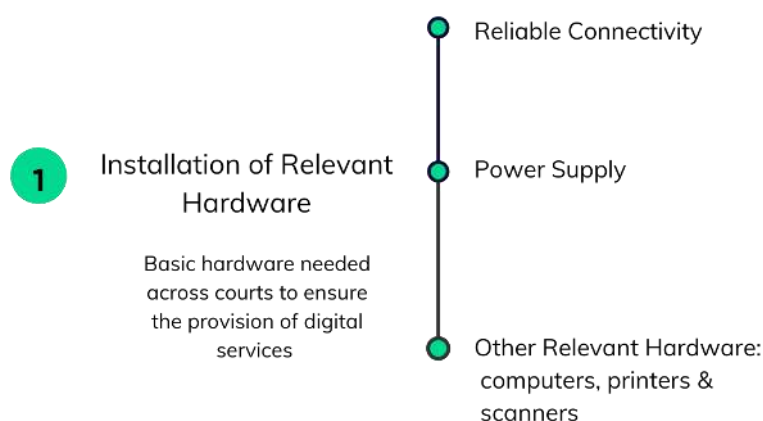 1
Installation of Relevant
Hardware
Basic hardware needed
across courts to ensure
the provision of digital
services
Reliable Connectivity
Power Supply
Other Relevant Hardware:
computers, printers &
scanners